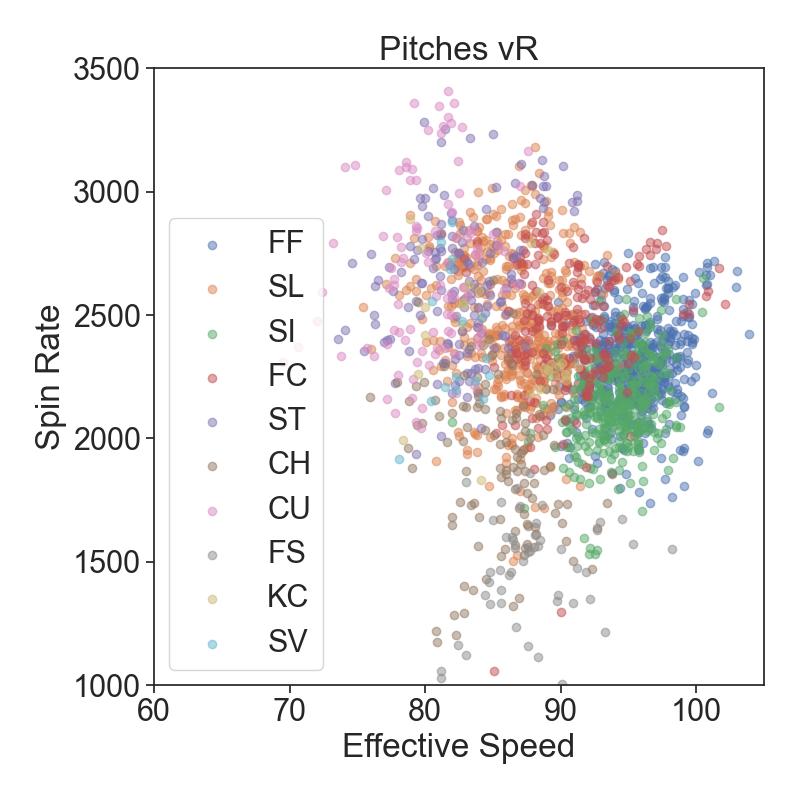 Pitches vR
3500
3000
2500
2000
1500
1000
Spin Rate
FF
SL
SI
FC
ST
CH
CU
FS
KC
SV
60 70 80 90 100
Effective Speed